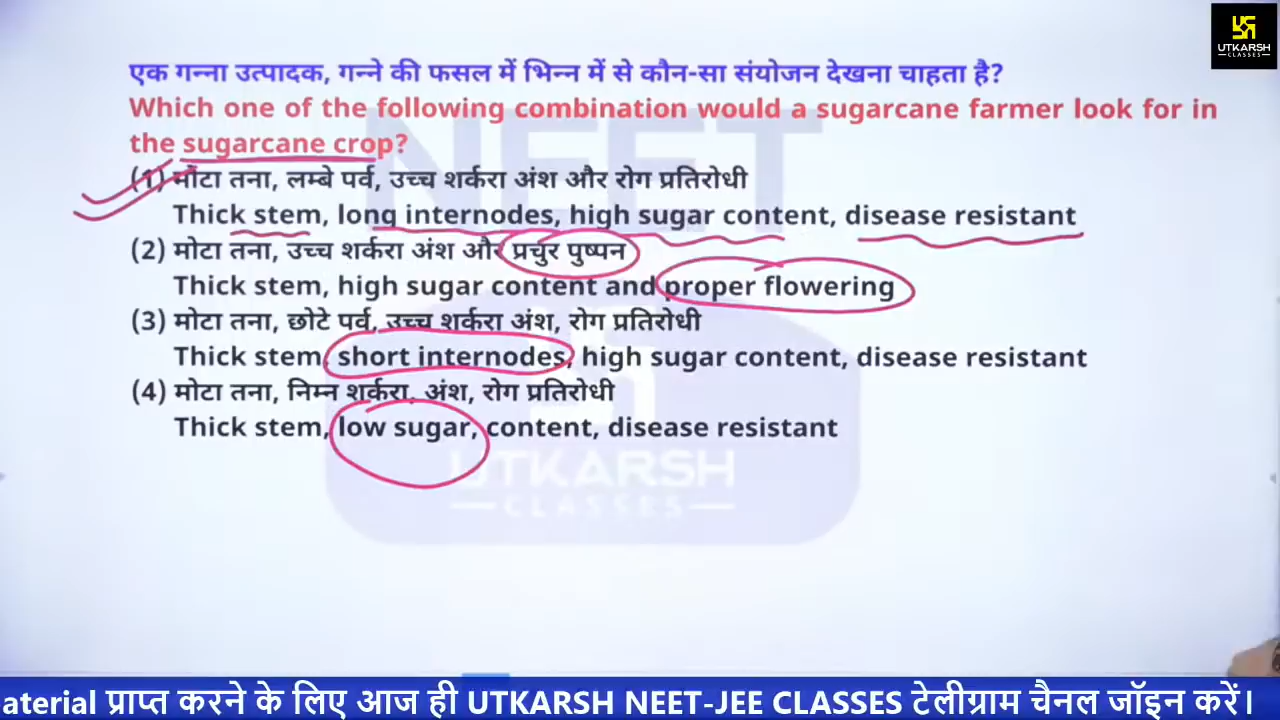 UTKARSH
CLASSES
एक गन्ना उत्पादक, गन्ने की फसल में भिन्न में से कौन-सा संयोजन देखना चाहता है?
Which one of the following combination would a sugarcane farmer look for in
the sugarcane crop?
(1) मोटा तना, लम्बे पर्व, उच्च शर्करा अंश और रोग प्रतिरोधी
Thick stem, long internodes, high sugar content, disease resistant
(2) मोटा तना, उच्च शर्करा अंश और प्रचुर पुष्पन
Thick stem, high sugar content and proper flowering
(3) मोटा तना, छोटे पर्व, उच्च शर्करा अंश, रोग प्रतिरोधी
Thick stem, short internodes, high sugar content, disease resistant
(4) मोटा तना, निम्न शर्करा, अंश, रोग प्रतिरोधी
Thick stem, low sugar, content, disease resistant
NEET
UTKARSH
CLASSES
aterial प्राप्त करने के लिए आज ही UTKARSH NEET-JEE CLASSES टेलीग्राम चैनल जॉइन करें।